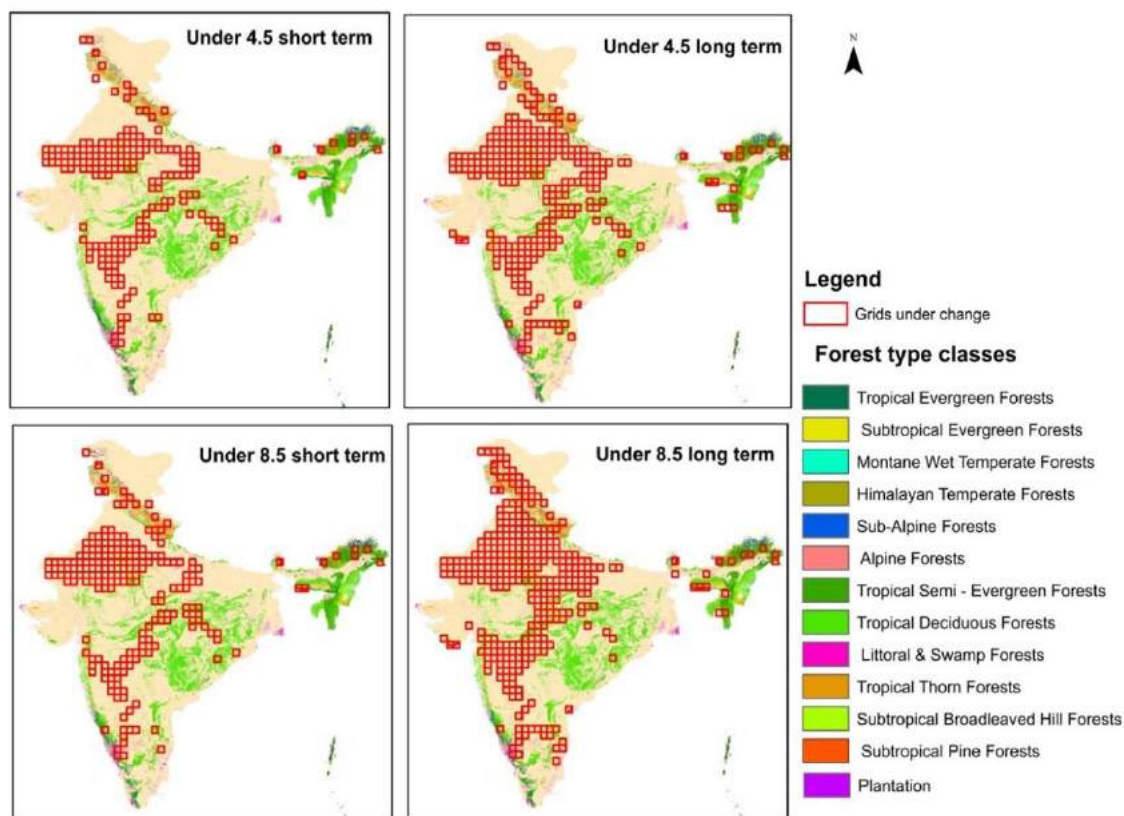 Under 4.5 short term
Under 4.5 long term
N
Under 8.5 short term
Under 8.5 long term
Legend
Grids under change
Forest type classes
Tropical Evergreen Forests
Subtropical Evergreen Forests
Montane Wet Temperate Forests
Himalayan Temperate Forests
Sub-Alpine Forests
Alpine Forests
Tropical Semi - Evergreen Forests
Tropical Deciduous Forests
Littoral & Swamp Forests
Tropical Thorn Forests
Subtropical Broadleaved Hill Forests
Subtropical Pine Forests
Plantation